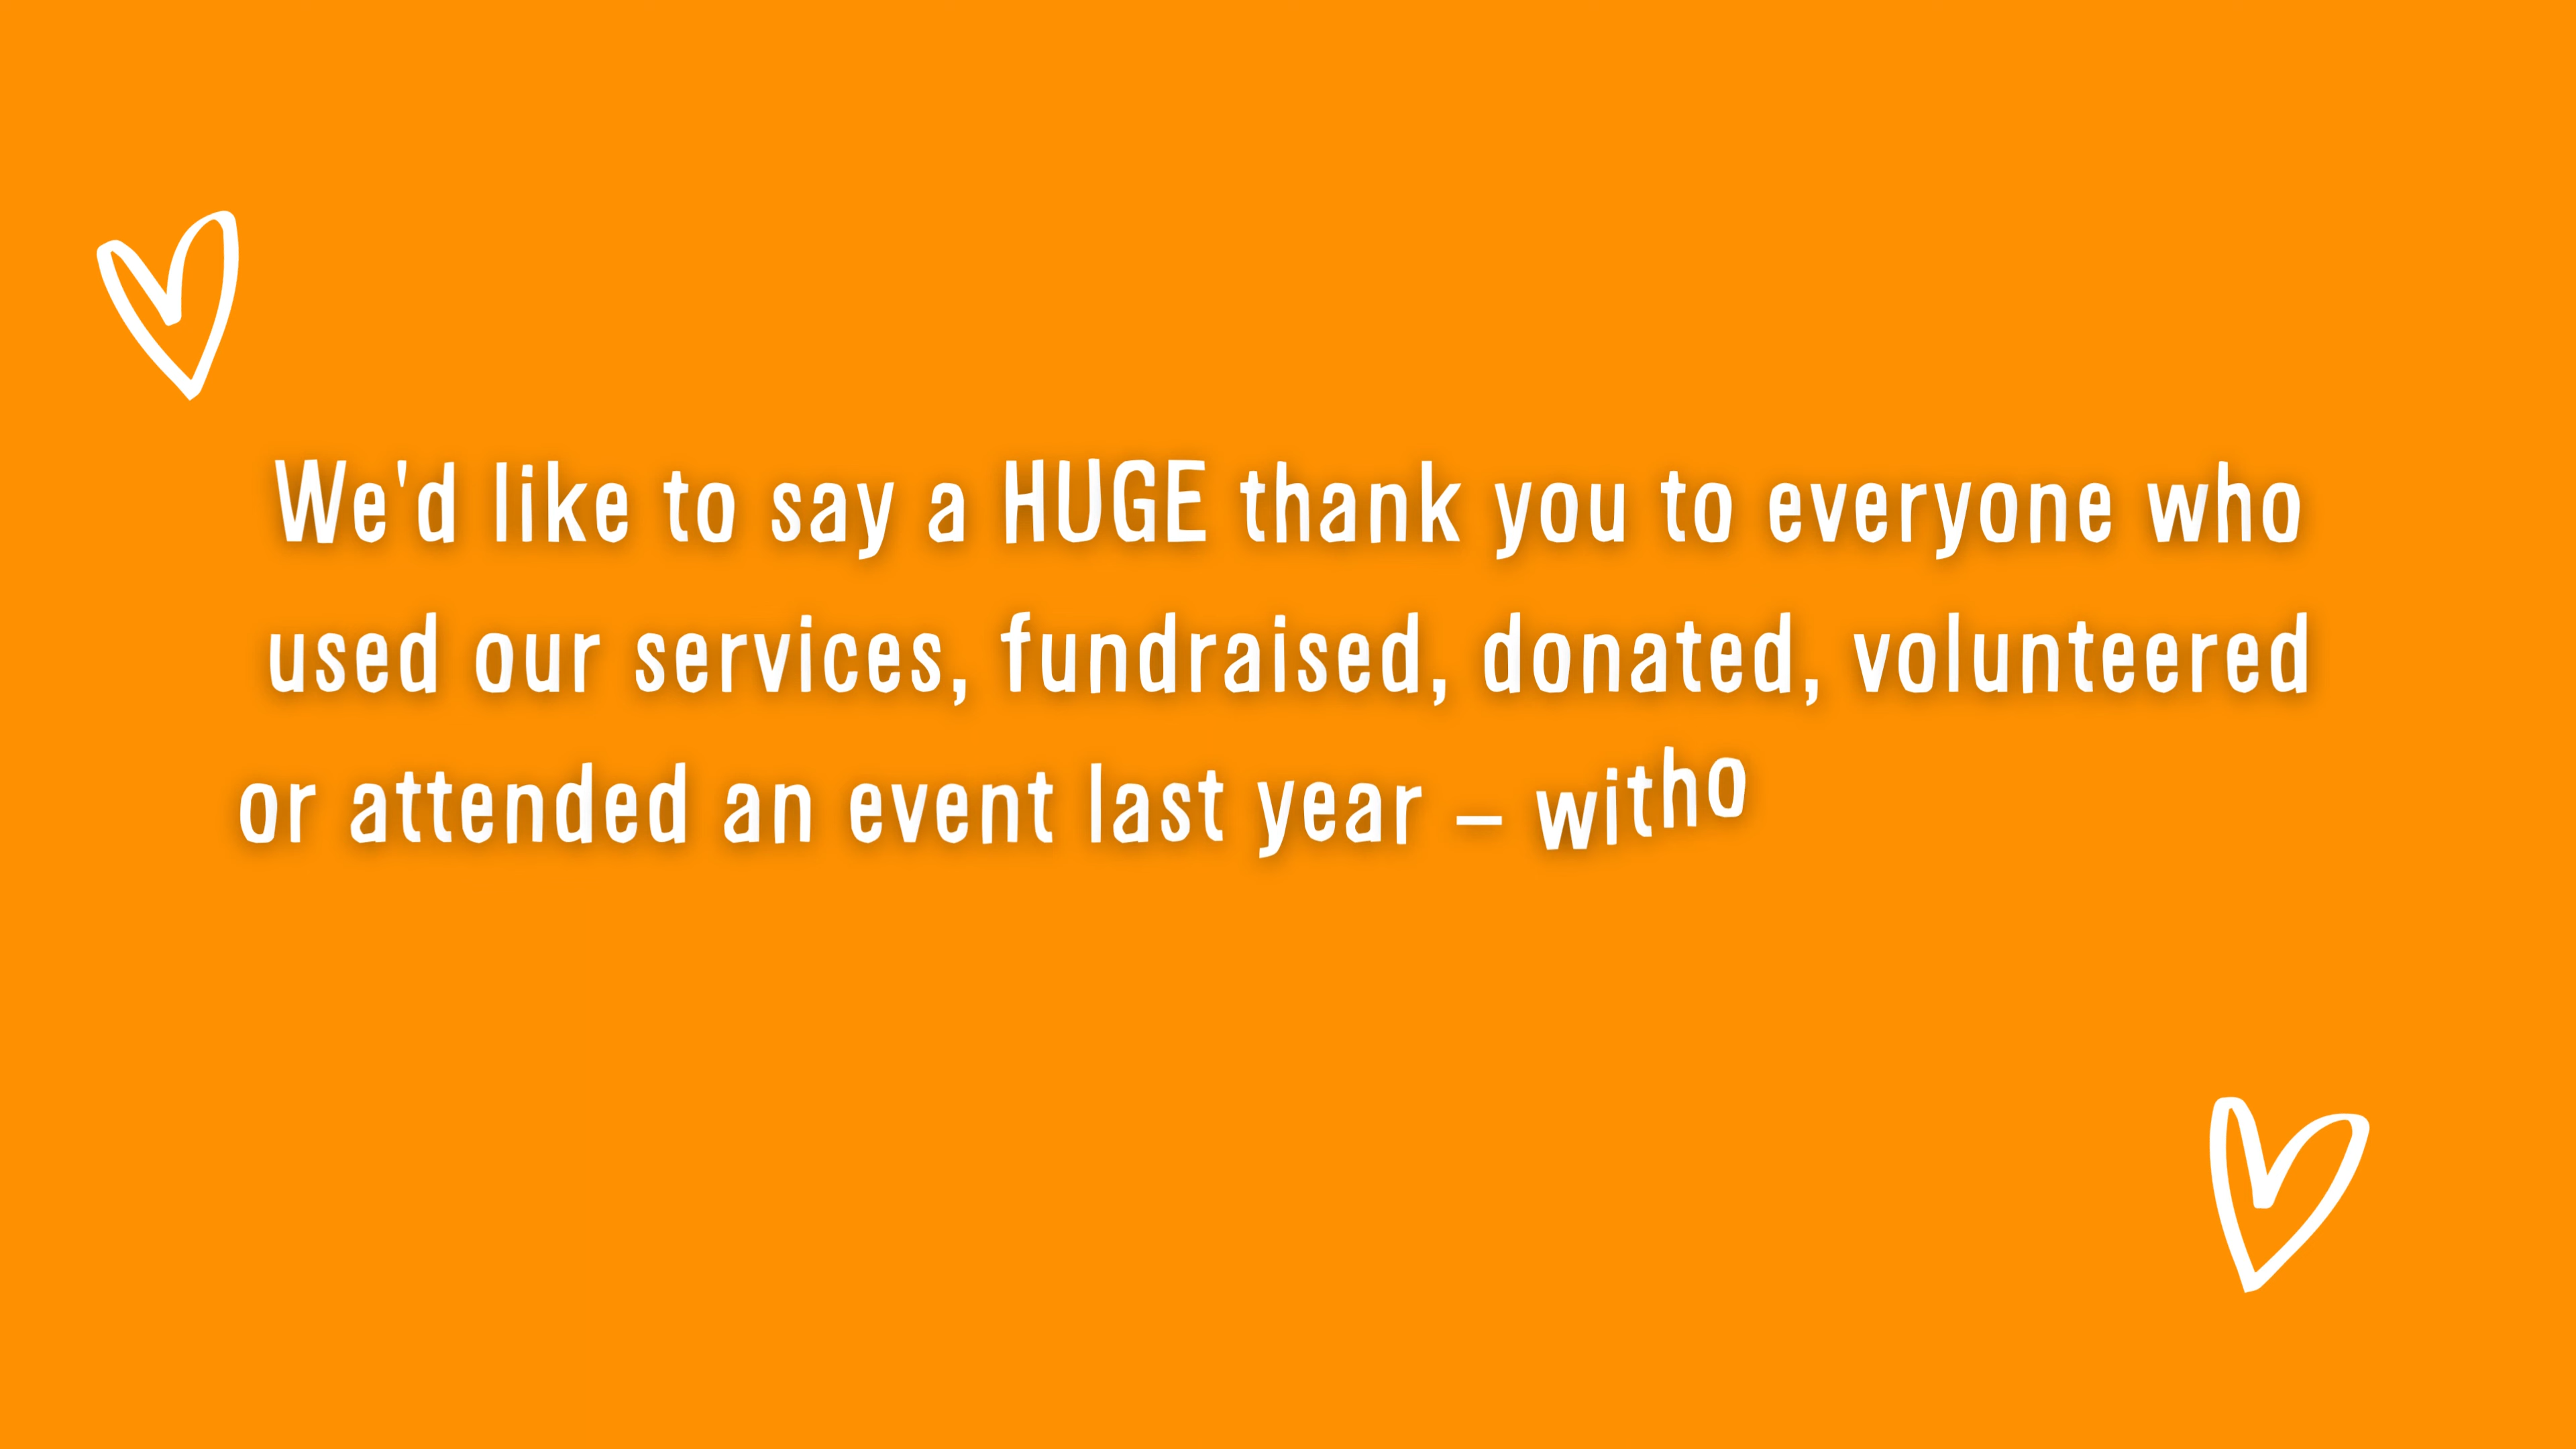 We'd like to say a HUGE thank you to everyone who
used our services, fundraised, donated, volunteered
or attended an event last year – witho